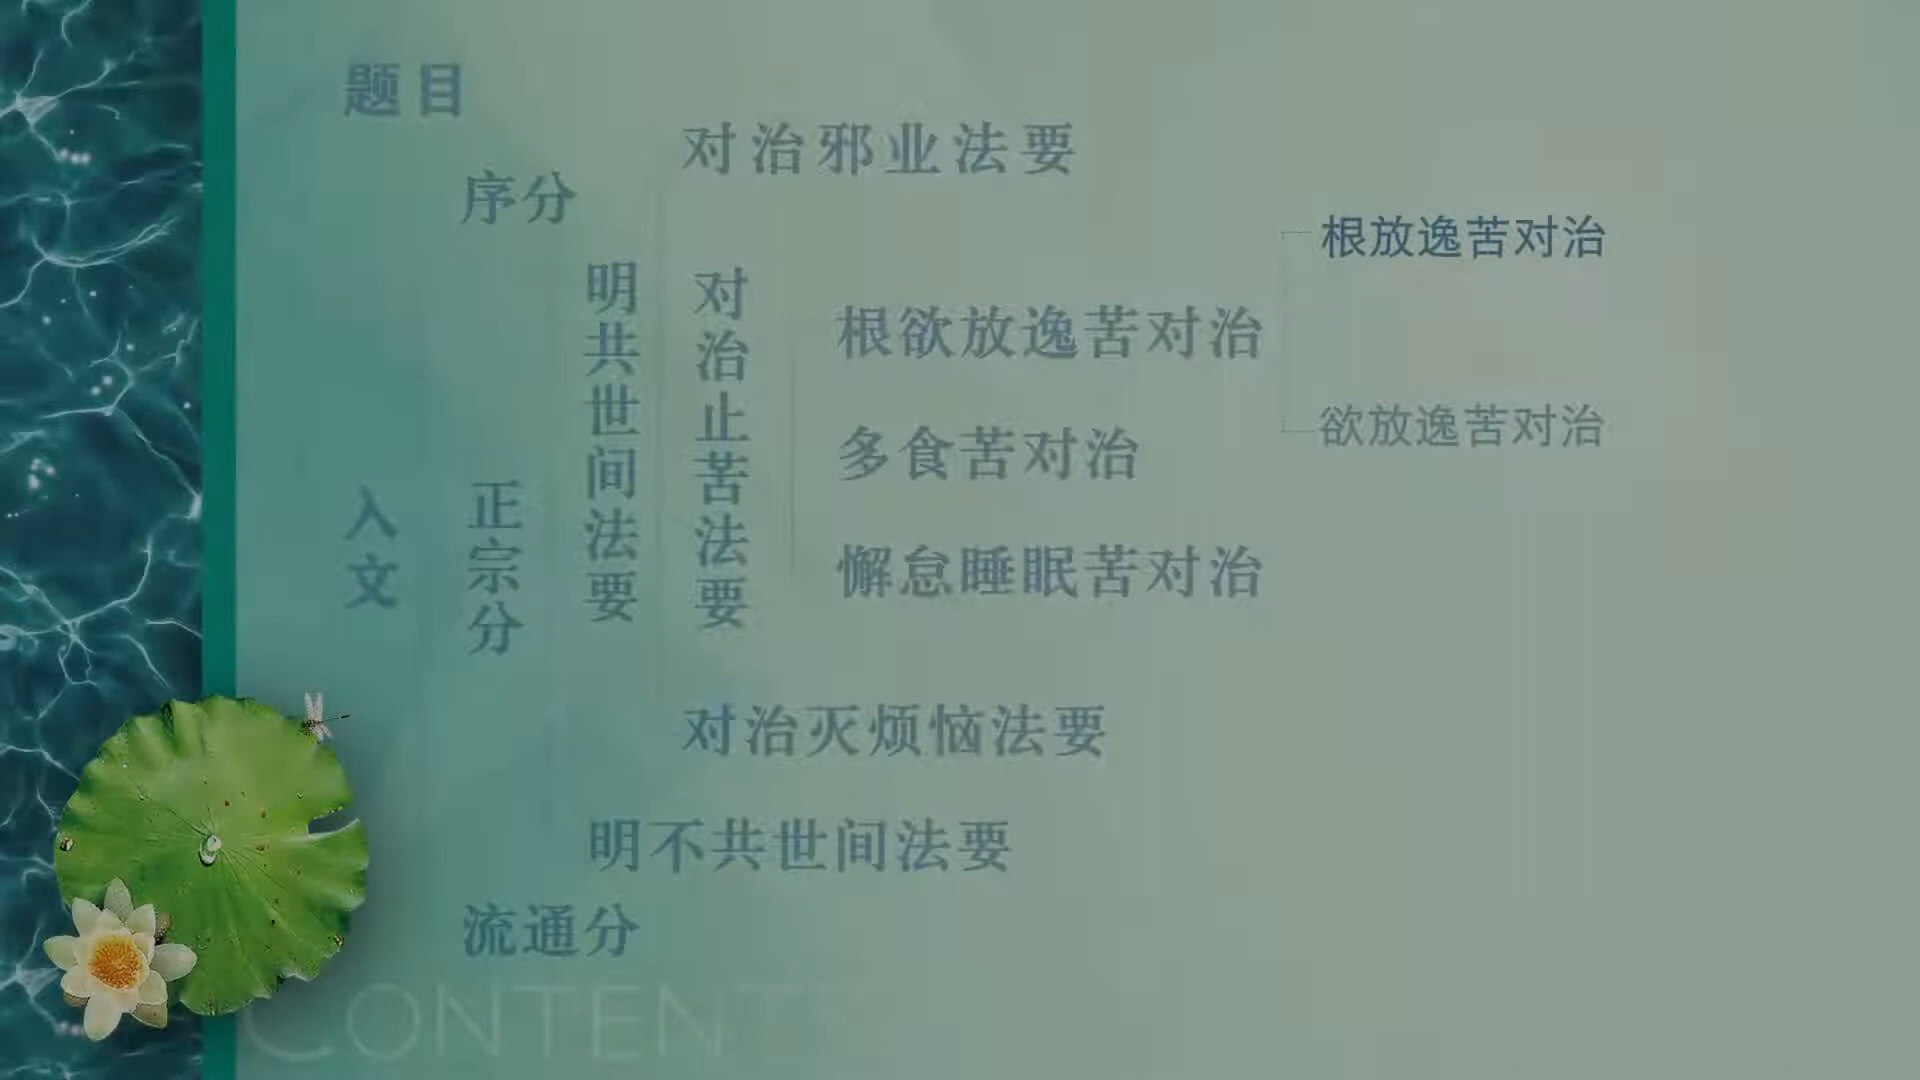 题目
对治邪业法要
序分
根放逸苦对治
明共世间法要
对治止苦法要
根欲放逸苦对治
欲放逸苦对治
多食苦对治
入文
正宗分
懈怠睡眠苦对治
对治灭烦恼法要
明不共世间法要
流通分
CONTENT